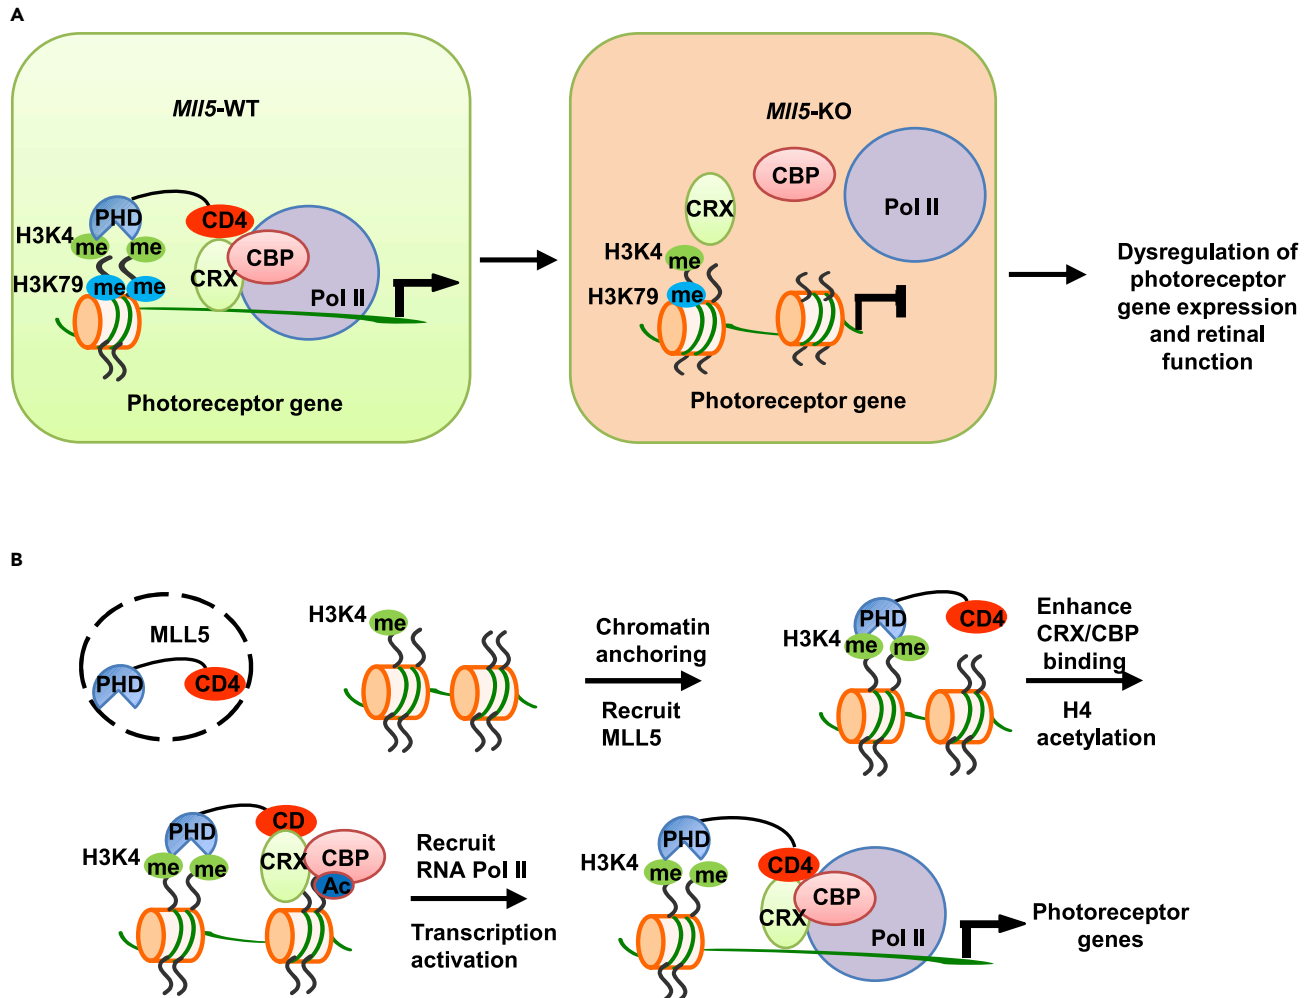 A
Mll5-WT
PHD
CD4
H3K4
me
me
CBP
CRX
H3K79
me
me
Pol II
Photoreceptor gene
Mll5-KO
CBP
CRX
Pol II
H3K4
me
H3K79
me
Photoreceptor gene
Dysregulation of
photoreceptor
gene expression
and retinal
function
B
MLL5
PHD
CD4
H3K4
me
Chromatin
anchoring
Recruit
MLL5
PHD
CD4
H3K4
me
me
Enhance
CRX/CBP
binding
H4
acetylation
PHD
CD
H3K4
me
me
CRX
CBP
Ac
Recruit
RNA Pol II
Transcription
activation
PHD
CD4
H3K4
me
me
CBP
CRX
Pol II
Photoreceptor
genes